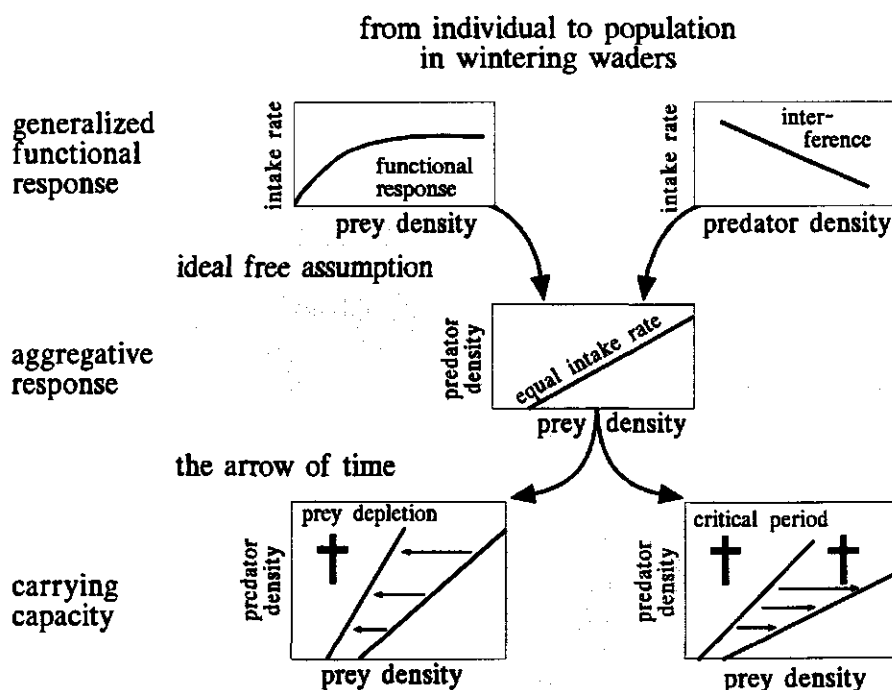 from individual to population
in wintering waders
generalized
functional
response
intake rate
functional
response
prey density
intake rate
inter-
ference
predator density
ideal free assumption
aggregative
response
predator
density
equal intake rate
prey density
the arrow of time
carrying
capacity
predator
density
prey depletion
prey density
predator
density
critical period
prey density